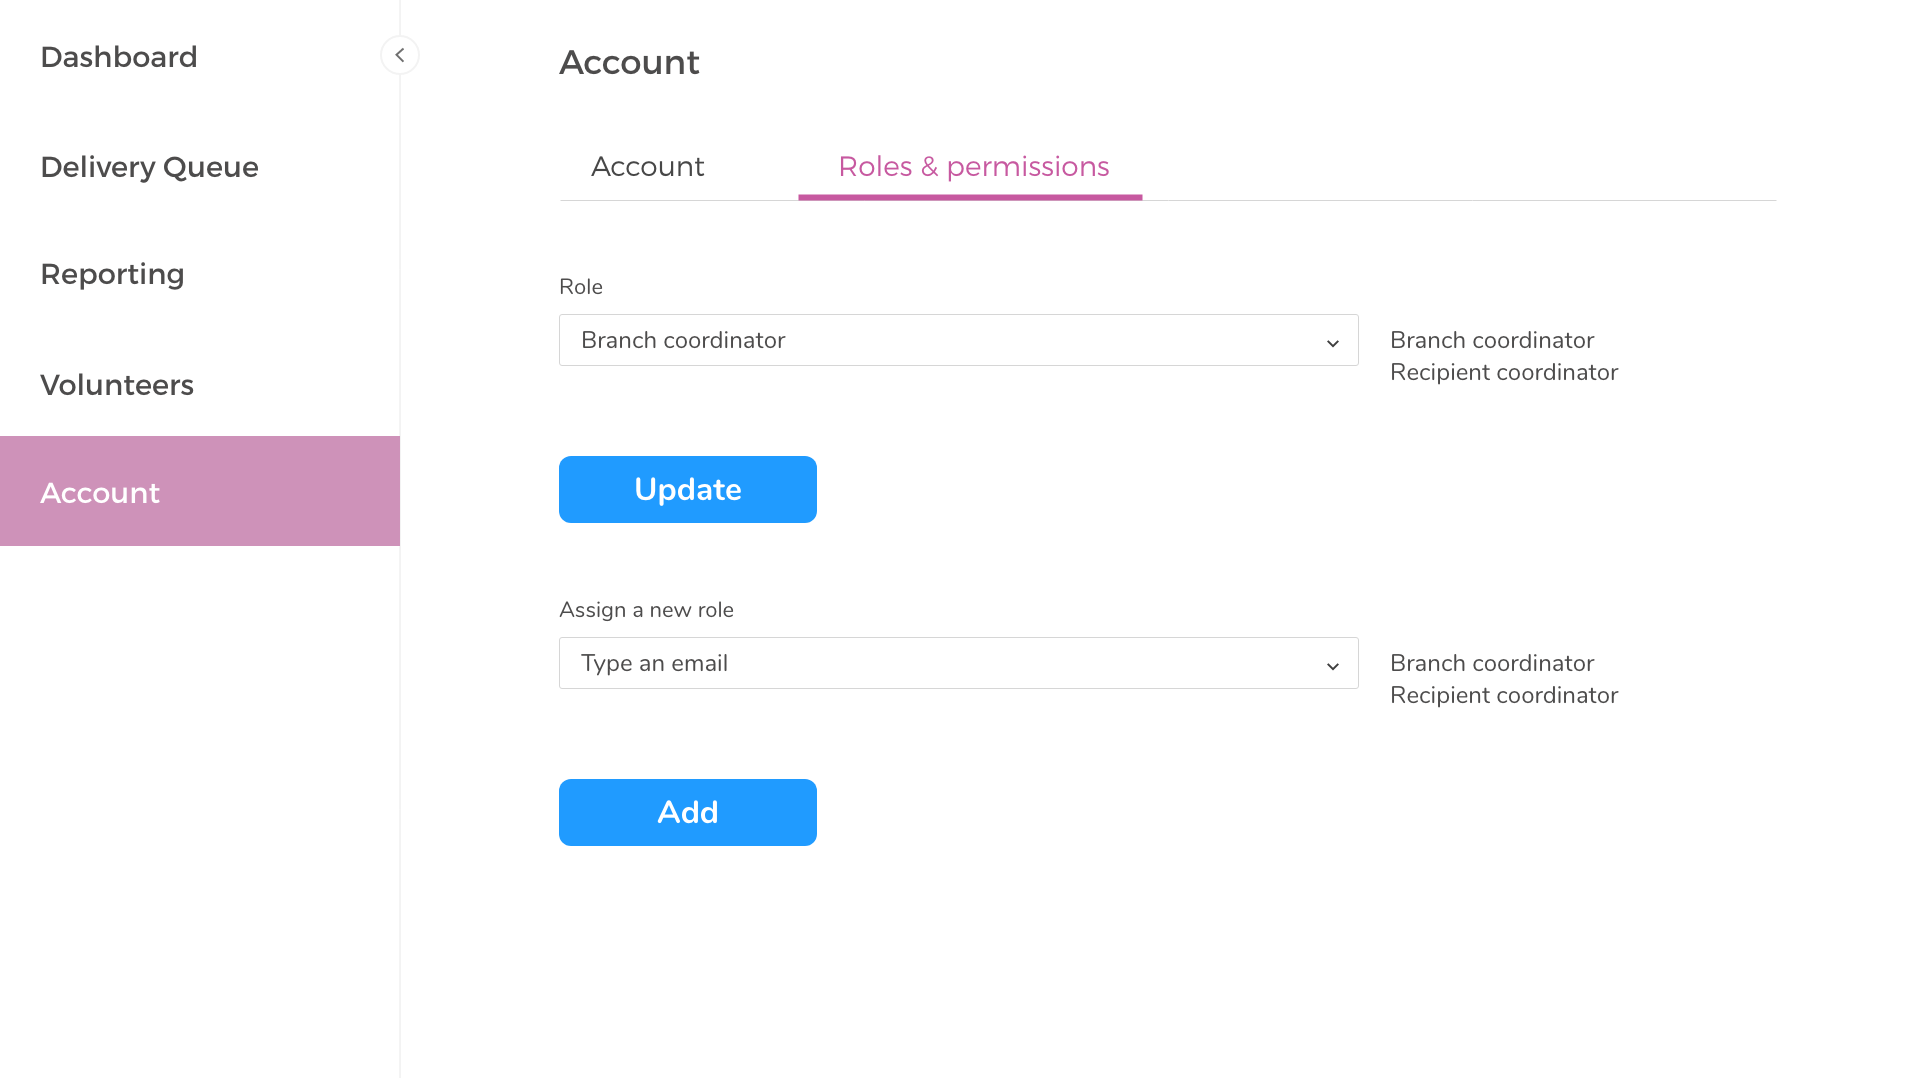 Dashboard
Delivery Queue
Reporting
Volunteers
Account
Account
Account
Roles & permissions
Role
Branch coordinator
Branch coordinator
Recipient coordinator
Update
Assign a new role
Type an email
Branch coordinator
Recipient coordinator
Add